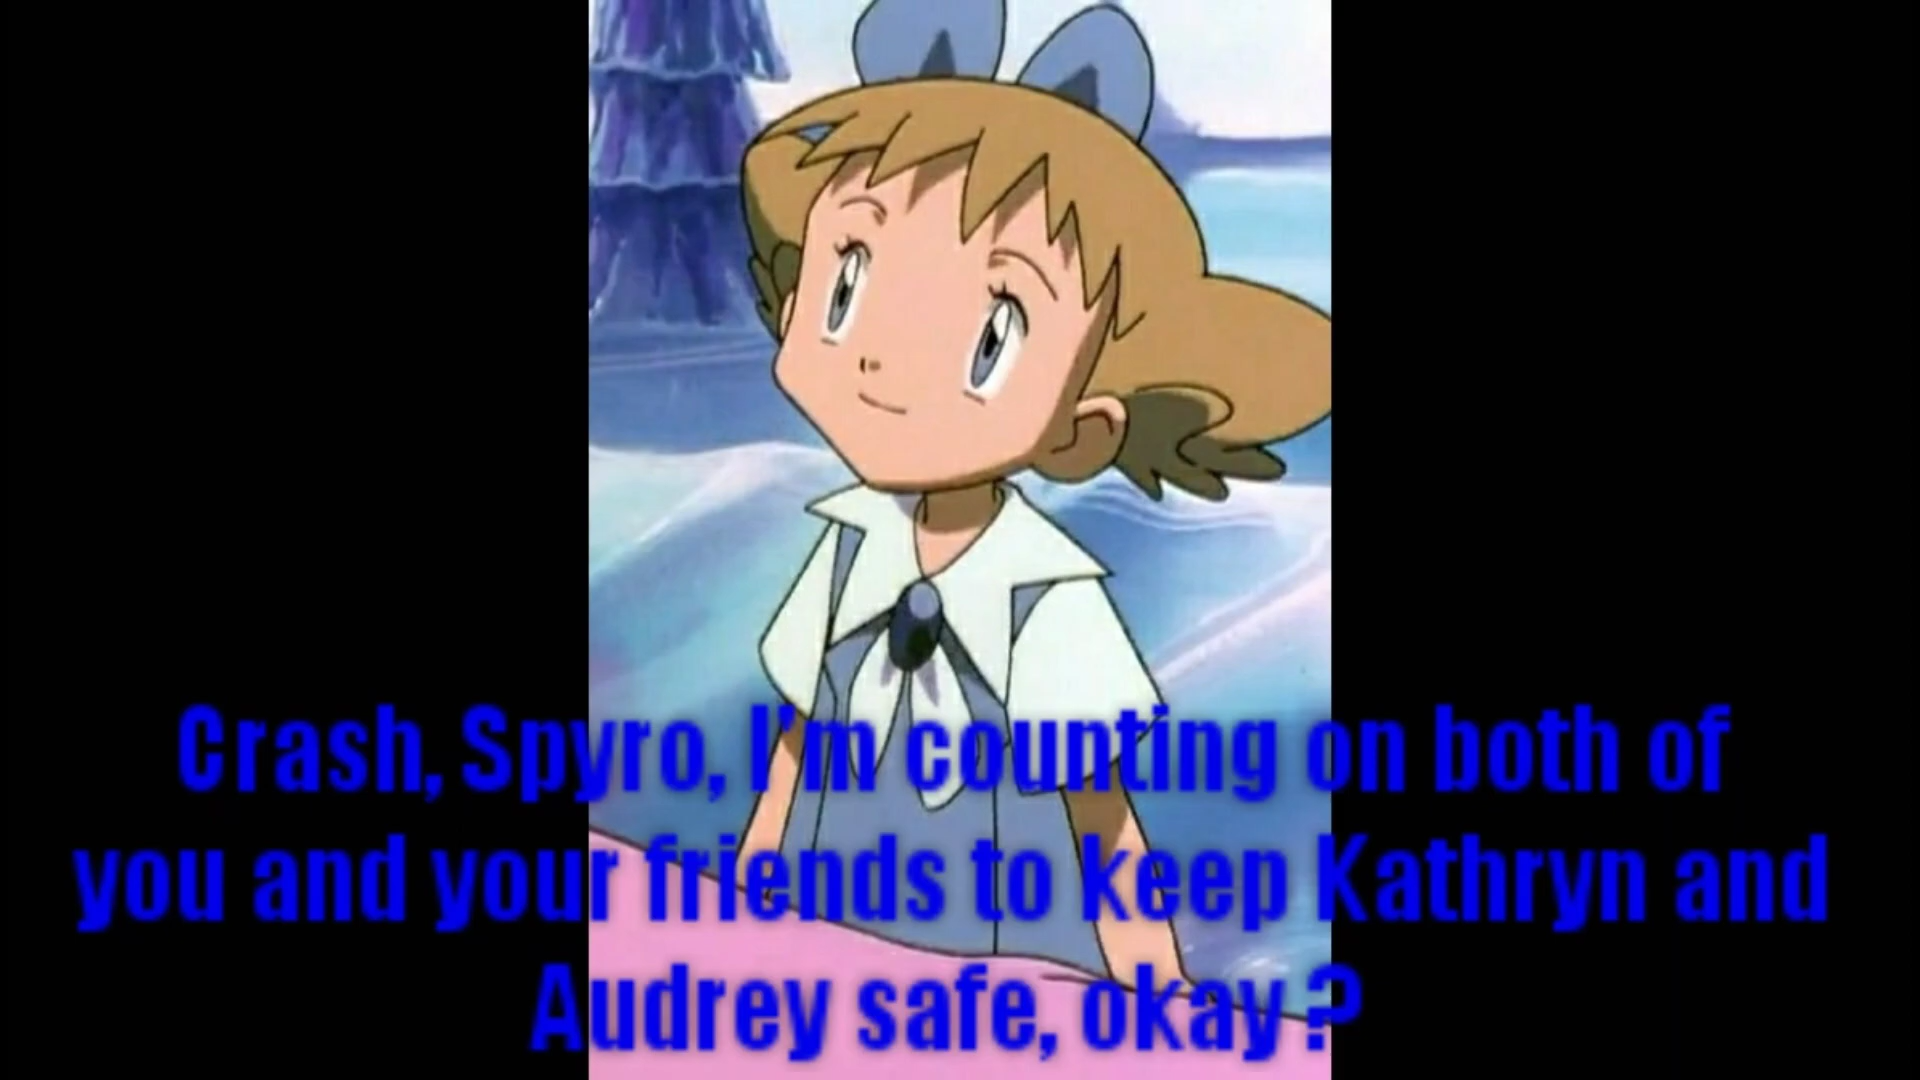 Crash, Spyro, I'm counting on both of
you and your friends to keep Kathryn and
Audrey safe, okay?